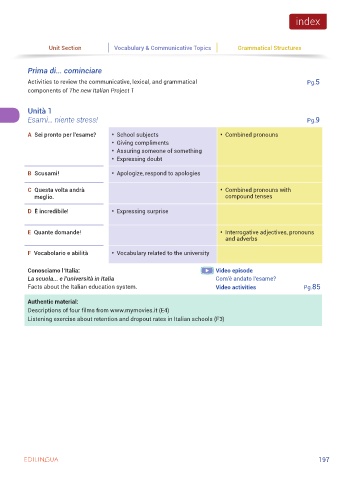 index
Unit Section Vocabulary & Communicative Topics Grammatical Structures
Prima di... cominciare
Activities to review the communicative, lexical, and grammatical Pg.5
components of The new Italian Project 1
Unità 1
Esami... niente stress! Pg.9
A Sei pronto per l'esame? • School subjects • Combined pronouns
• Giving compliments
• Assuring someone of something
• Expressing doubt
B Scusami! • Apologize, respond to apologies
C Questa volta andrà • Combined pronouns with
meglio. compound tenses
D È incredibile! • Expressing surprise
E Quante domande! • Interrogative adjectives, pronouns
and adverbs
F Vocabolario e abilità • Vocabulary related to the university
Conosciamo l'Italia: Video episode
La scuola... e l'università in Italia Com'è andato l'esame?
Facts about the Italian education system. Video activities Pg.85
Authentic material:
Descriptions of four films from www.mymovies.it (E4)
Listening exercise about retention and dropout rates in Italian schools (F3)
EDILINGUA 197